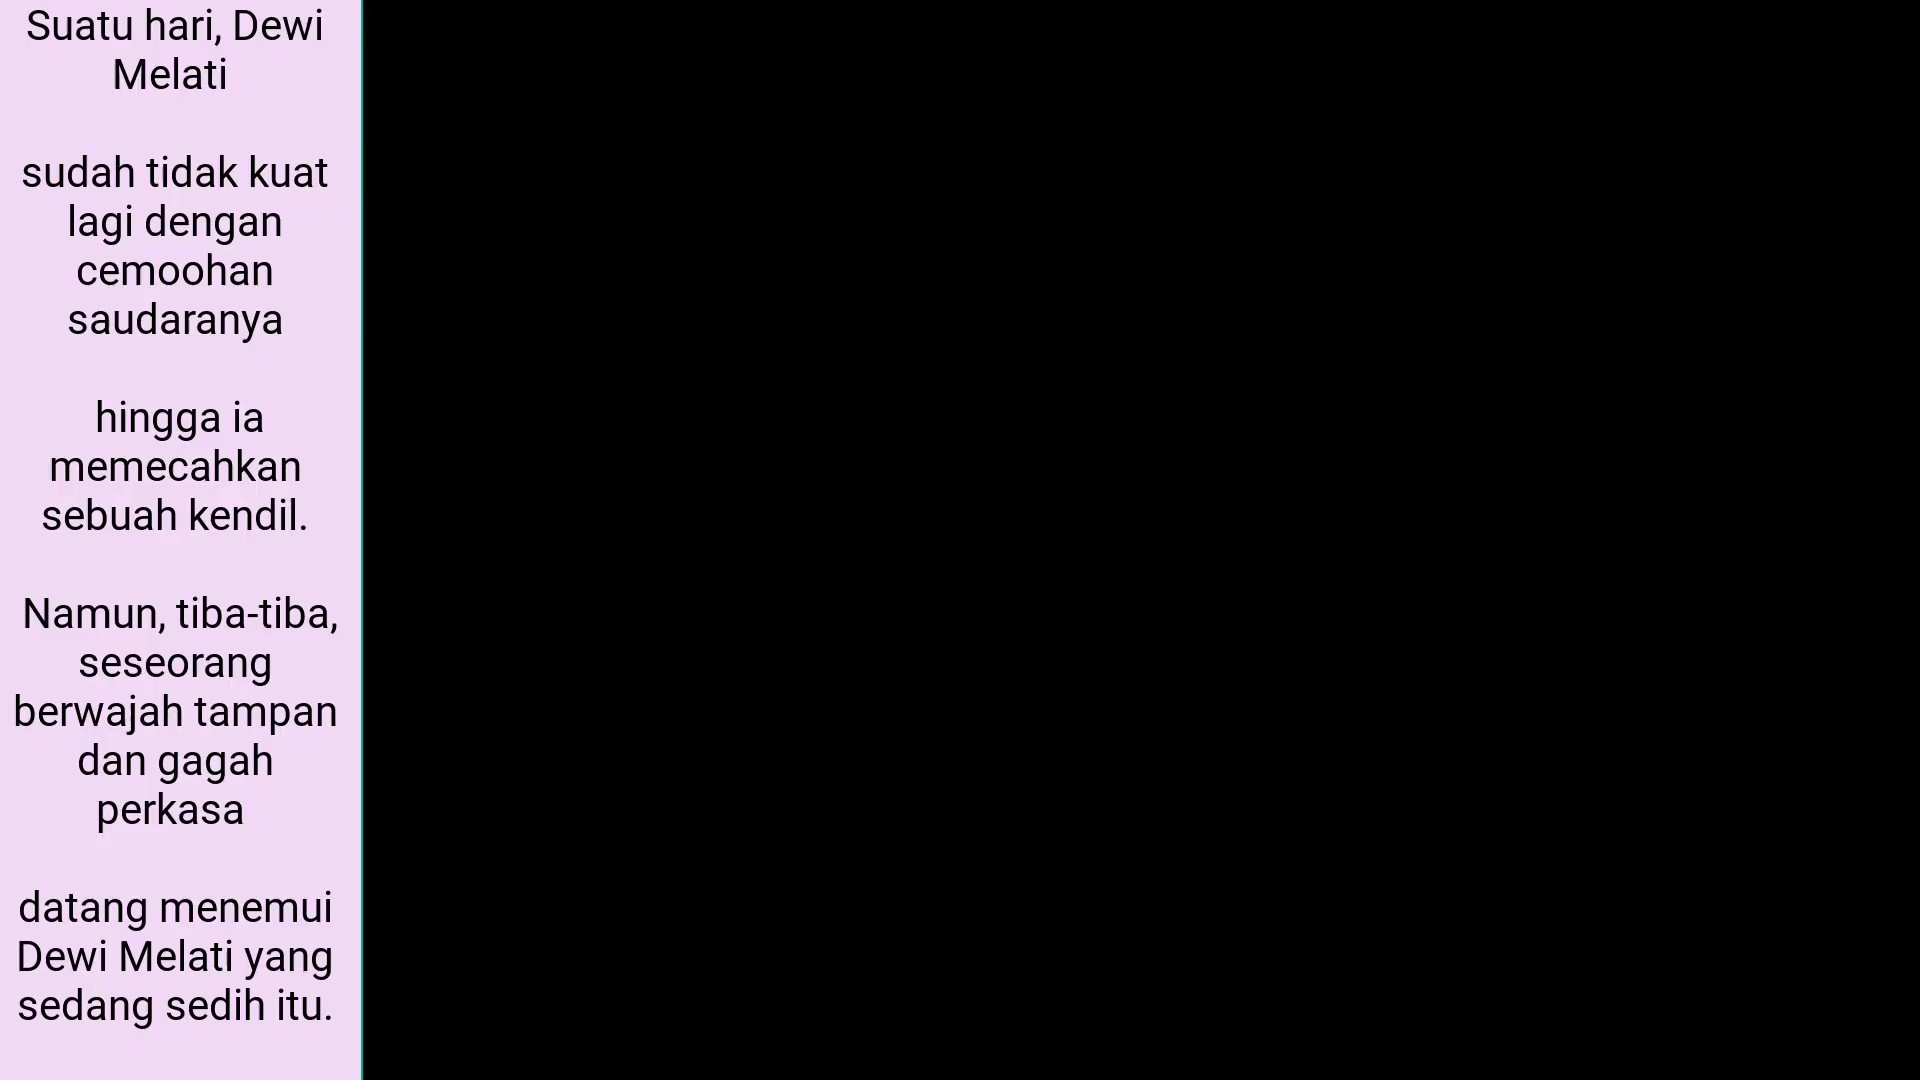 Suatu hari, Dewi
Melati
sudah tidak kuat
lagi dengan
cemoohan
saudaranya
hingga ia
memecahkan
sebuah kendil.
Namun, tiba-tiba,
seseorang
berwajah tampan
dan gagah
perkasa
datang menemui
Dewi Melati yang
sedang sedih itu.